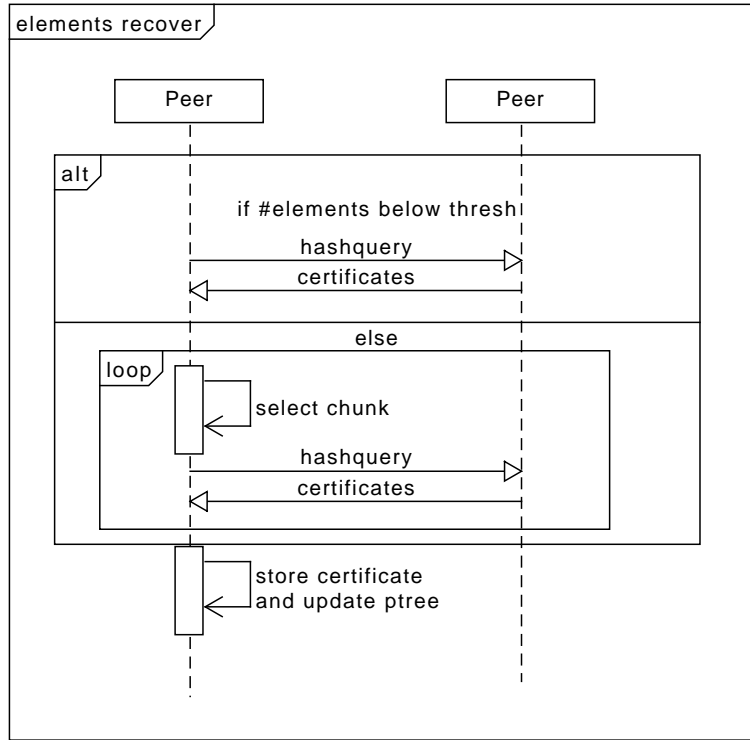 elements recover
Peer
Peer
alt
if #elements below thresh
hashquery
certificates
else
loop
select chunk
hashquery
certificates
store certificate
and update ptree